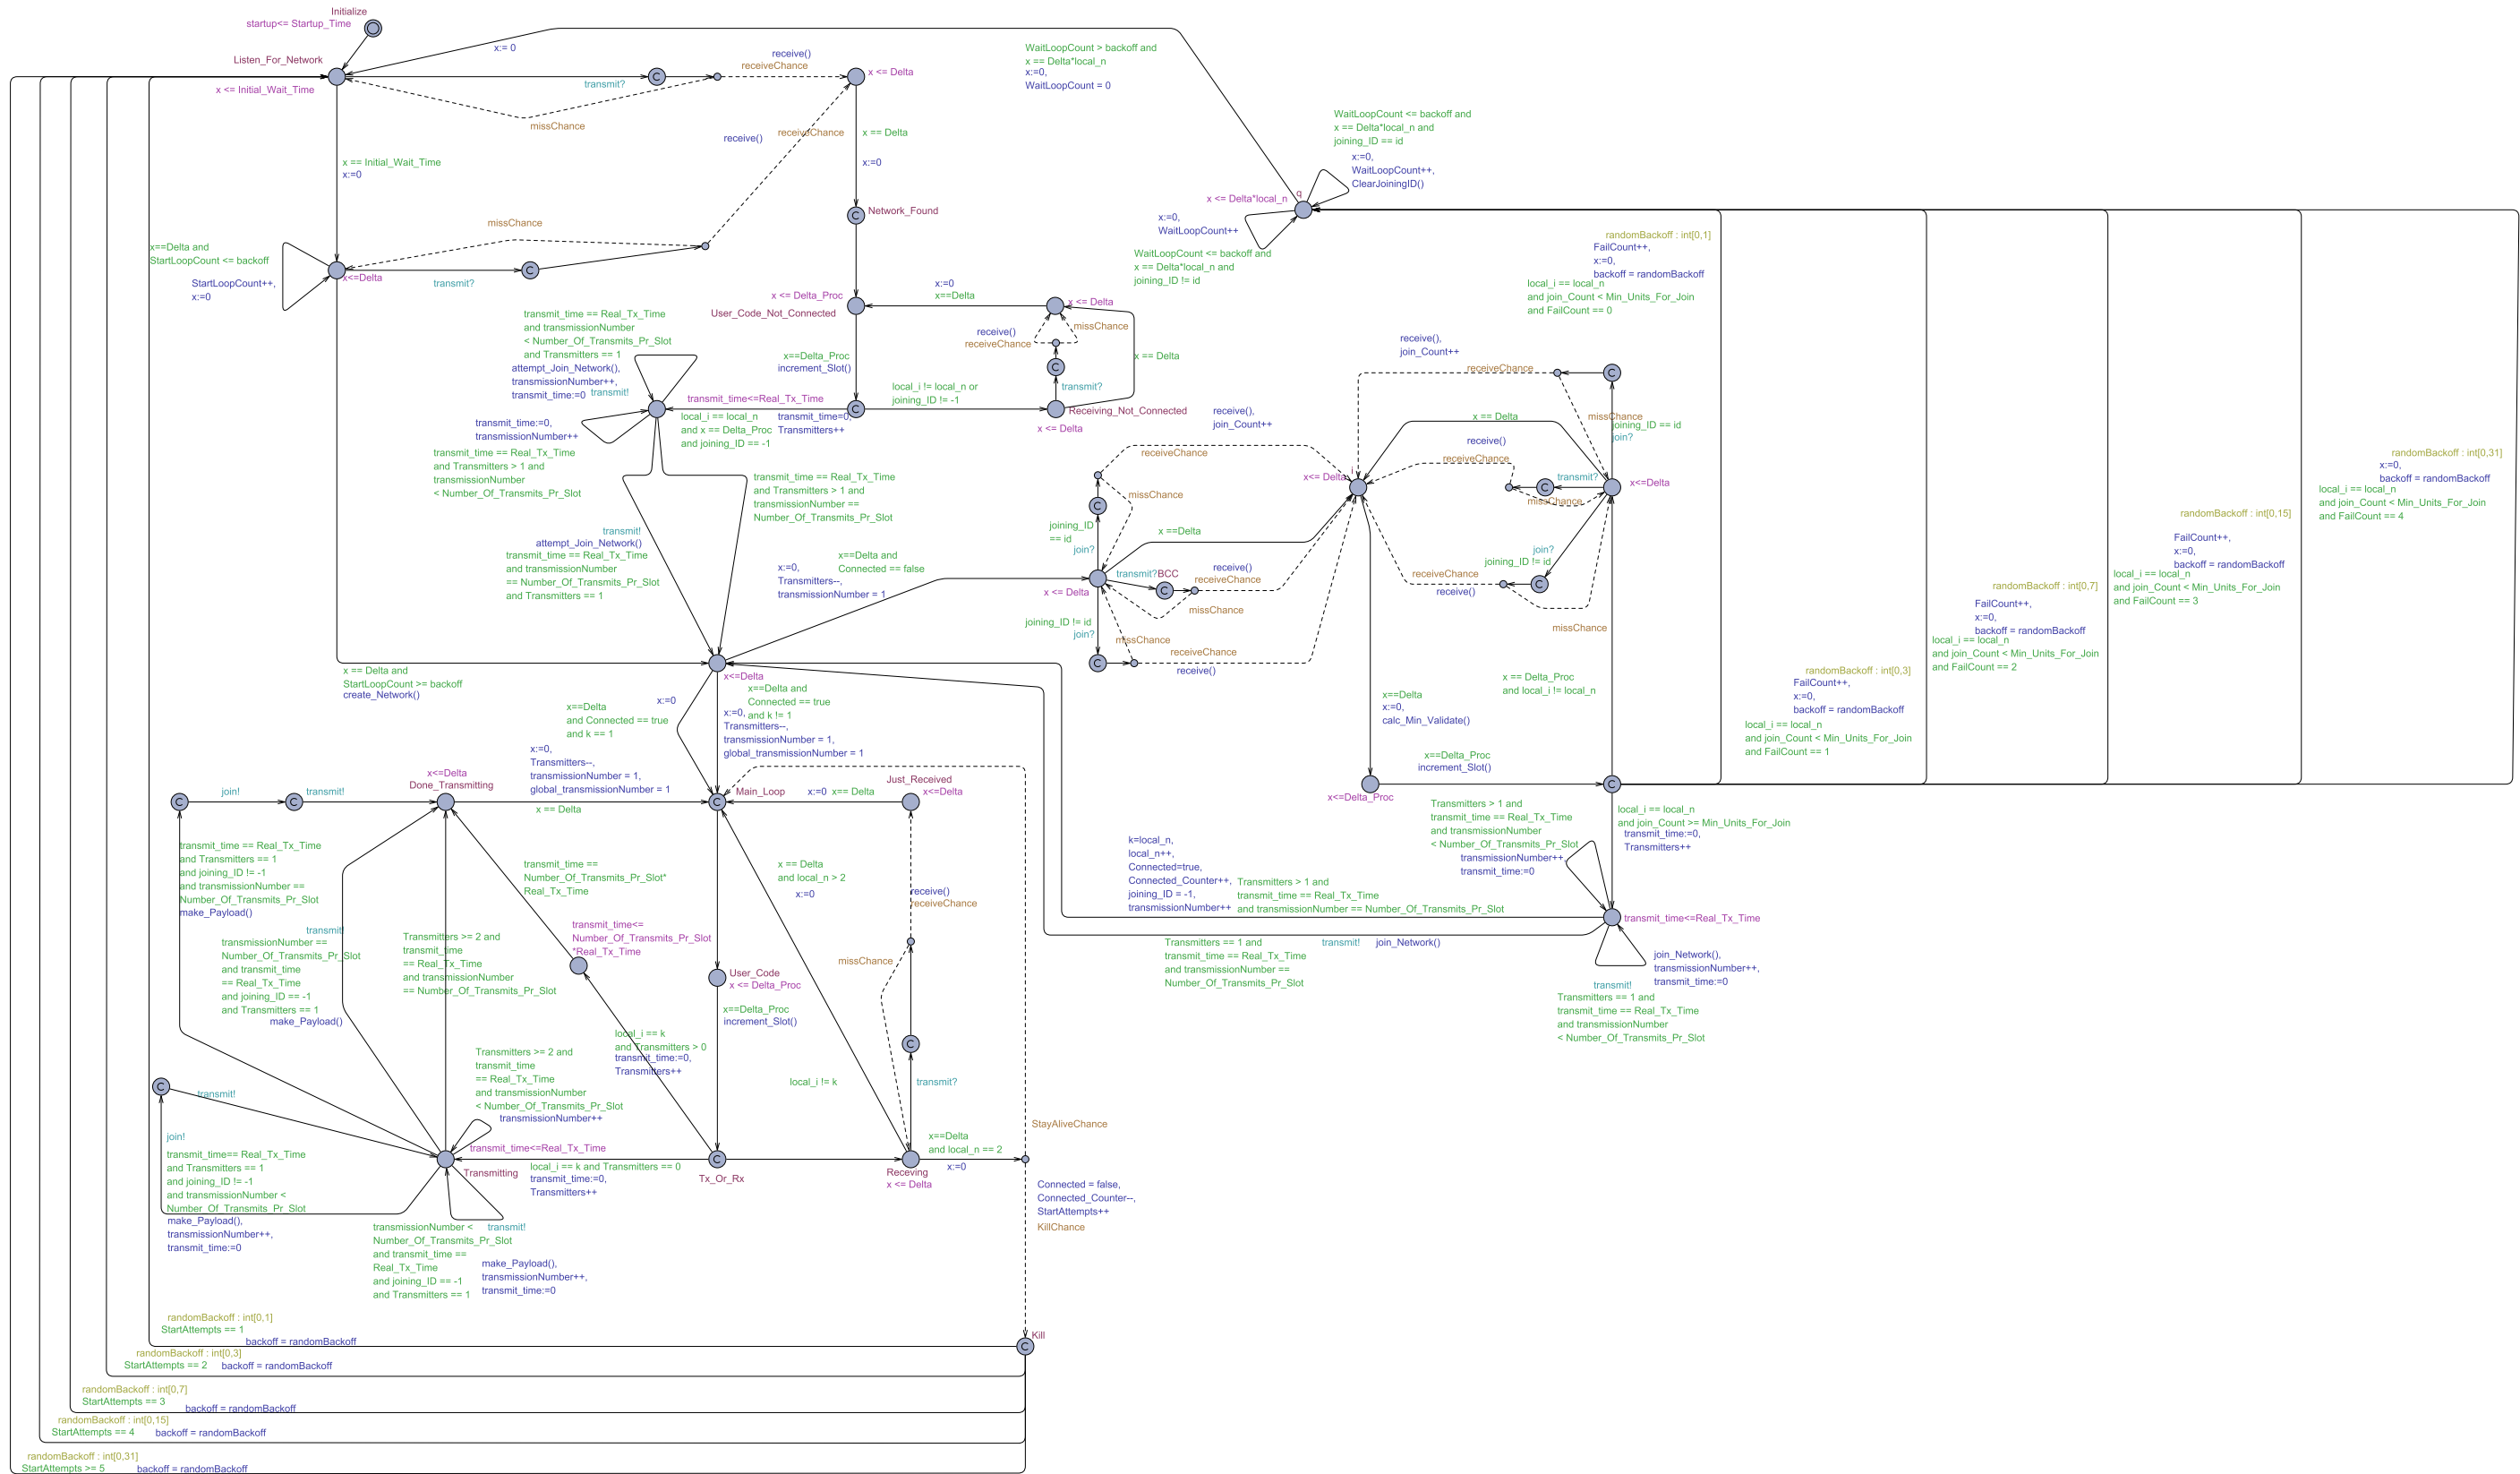 Initialize
startup<= Startup_Time
Listen_For_Network
x:= 0
x <= Initial_Wait_Time
C
transmit?
missChance
receive()
receiveChance
x <= Delta
WaitLoopCount > backoff and
x == Delta*local_n
x:=0,
WaitLoopCount = 0
WaitLoopCount <= backoff and
x == Delta*local_n and
joining_ID == id
x:=0,
WaitLoopCount++,
ClearJoiningID()
x == Initial_Wait_Time
x:=0
receive()
receiveChance
x == Delta
x:=0
C
Network_Found
missChance
x <= Delta*local_n
q
x:=0,
WaitLoopCount++
WaitLoopCount <= backoff and
x == Delta*local_n and
joining_ID != id
x==Delta and
StartLoopCount <= backoff
StartLoopCount++,
x:=0
x<=Delta
transmit?
C
randomBackoff : int[0,1]
FailCount++,
x:=0,
backoff = randomBackoff
local_i == local_n
and join_Count < Min_Units_For_Join
and FailCount == 0
x <= Delta_Proc
User_Code_Not_Connected
x:=0
x==Delta
x <= Delta
receive()
receiveChance
missChance
C
transmit?
x == Delta
transmit_time == Real_Tx_Time
and transmissionNumber
< Number_Of_Transmits_Pr_Slot
and Transmitters == 1
attempt_Join_Network(),
transmissionNumber++,
transmit_time:=0
transmit!
x==Delta_Proc
increment_Slot()
C
local_i != local_n or
joining_ID != -1
Receiving_Not_Connected
x <= Delta
transmit_time<=Real_Tx_Time
local_i == local_n
and x == Delta_Proc
and joining_ID == -1
transmit_time=0,
Transmitters++
transmit_time:=0,
transmissionNumber++
transmit_time == Real_Tx_Time
and Transmitters > 1 and
transmissionNumber
< Number_Of_Transmits_Pr_Slot
transmit_time == Real_Tx_Time
and Transmitters > 1 and
transmissionNumber ==
Number_Of_Transmits_Pr_Slot
transmit!
attempt_Join_Network()
transmit_time == Real_Tx_Time
and transmissionNumber
== Number_Of_Transmits_Pr_Slot
and Transmitters == 1
receive(),
join_Count++
receiveChance
C
missChance
joining_ID == id
join?
x == Delta
receive()
receiveChance
transmit?
C
missChance
x<=Delta
join?
joining_ID != id
C
receiveChance
receive()
missChance
receive(),
join_Count++
receiveChance
missChance
C
joining_ID
== id
join?
x ==Delta
x<= Delta
i
transmit?
BCC
C
receive()
receiveChance
missChance
x <= Delta
joining_ID != id
join?
C
missChance
receiveChance
receive()
x==Delta and
Connected == false
x:=0,
Transmitters--,
transmissionNumber = 1
randomBackoff : int[0,31]
x:=0,
backoff = randomBackoff
local_i == local_n
and join_Count < Min_Units_For_Join
and FailCount == 4
randomBackoff : int[0,15]
FailCount++,
x:=0,
backoff = randomBackoff
local_i == local_n
and join_Count < Min_Units_For_Join
and FailCount == 3
randomBackoff : int[0,7]
FailCount++,
x:=0,
backoff = randomBackoff
local_i == local_n
and join_Count < Min_Units_For_Join
and FailCount == 2
randomBackoff : int[0,3]
FailCount++,
x:=0,
backoff = randomBackoff
local_i == local_n
and join_Count < Min_Units_For_Join
and FailCount == 1
x == Delta_Proc
and local_i != local_n
x==Delta
x:=0,
calc_Min_Validate()
x == Delta and
StartLoopCount >= backoff
create_Network()
x<=Delta
x:=0
x==Delta
and Connected == true
and k == 1
x==Delta and
Connected == true
and k != 1
x:=0,
Transmitters--,
transmissionNumber = 1,
global_transmissionNumber = 1
x==Delta_Proc
increment_Slot()
x<=Delta_Proc
C
x:=0,
Transmitters--,
transmissionNumber = 1,
global_transmissionNumber = 1
x == Delta
x<=Delta
Done_Transmitting
C
join!
C
transmit!
C
Main_Loop
x:=0
x== Delta
Just_Received
x<=Delta
Transmitters > 1 and
transmit_time == Real_Tx_Time
and transmissionNumber
< Number_Of_Transmits_Pr_Slot
transmissionNumber++,
transmit_time:=0
local_i == local_n
and join_Count >= Min_Units_For_Join
transmit_time:=0,
Transmitters++
k=local_n,
local_n++,
Connected=true,
Connected_Counter++,
joining_ID = -1,
transmissionNumber++
Transmitters > 1 and
transmit_time == Real_Tx_Time
and transmissionNumber == Number_Of_Transmits_Pr_Slot
transmit_time<=Real_Tx_Time
Transmitters == 1 and
transmit_time == Real_Tx_Time
and transmissionNumber ==
Number_Of_Transmits_Pr_Slot
transmit!
join_Network()
join_Network(),
transmissionNumber++,
transmit_time:=0
transmit!
Transmitters == 1 and
transmit_time == Real_Tx_Time
and transmissionNumber
< Number_Of_Transmits_Pr_Slot
transmit_time == Real_Tx_Time
and Transmitters == 1
and joining_ID != -1
and transmissionNumber ==
Number_Of_Transmits_Pr_Slot
make_Payload()
transmit!
transmissionNumber ==
Number_Of_Transmits_Pr_Slot
and transmit_time
== Real_Tx_Time
and joining_ID == -1
and Transmitters == 1
make_Payload()
Transmitters >= 2 and
transmit_time
== Real_Tx_Time
and transmissionNumber
== Number_Of_Transmits_Pr_Slot
transmit_time ==
Number_Of_Transmits_Pr_Slot*
Real_Tx_Time
transmit_time<=
Number_Of_Transmits_Pr_Slot
*Real_Tx_Time
x == Delta
and local_n > 2
x:=0
receive()
receiveChance
missChance
User_Code
x <= Delta_Proc
x==Delta_Proc
increment_Slot()
local_i == k
and Transmitters > 0
transmit_time:=0,
Transmitters++
C
transmit?
local_i != k
Transmitters >= 2 and
transmit_time
== Real_Tx_Time
and transmissionNumber
< Number_Of_Transmits_Pr_Slot
transmissionNumber++
C
transmit!
join!
transmit_time== Real_Tx_Time
and Transmitters == 1
and joining_ID != -1
and transmissionNumber <
Number_Of_Transmits_Pr_Slot
make_Payload(),
transmissionNumber++,
transmit_time:=0
Transmitting
transmit_time<=Real_Tx_Time
local_i == k and Transmitters == 0
transmit_time:=0,
Transmitters++
C
Tx_Or_Rx
Receving
x <= Delta
x==Delta
and local_n == 2
x:=0
StayAliveChance
Connected = false,
Connected_Counter--,
StartAttempts++
KillChance
transmissionNumber <
Number_Of_Transmits_Pr_Slot
and transmit_time ==
Real_Tx_Time
and joining_ID == -1
and Transmitters == 1
transmit!
make_Payload(),
transmissionNumber++,
transmit_time:=0
Kill
C
randomBackoff : int[0,1]
StartAttempts == 1
backoff = randomBackoff
randomBackoff : int[0,3]
StartAttempts == 2
backoff = randomBackoff
randomBackoff : int[0,7]
StartAttempts == 3
backoff = randomBackoff
randomBackoff : int[0,15]
StartAttempts == 4
backoff = randomBackoff
randomBackoff : int[0,31]
StartAttempts >= 5
backoff = randomBackoff